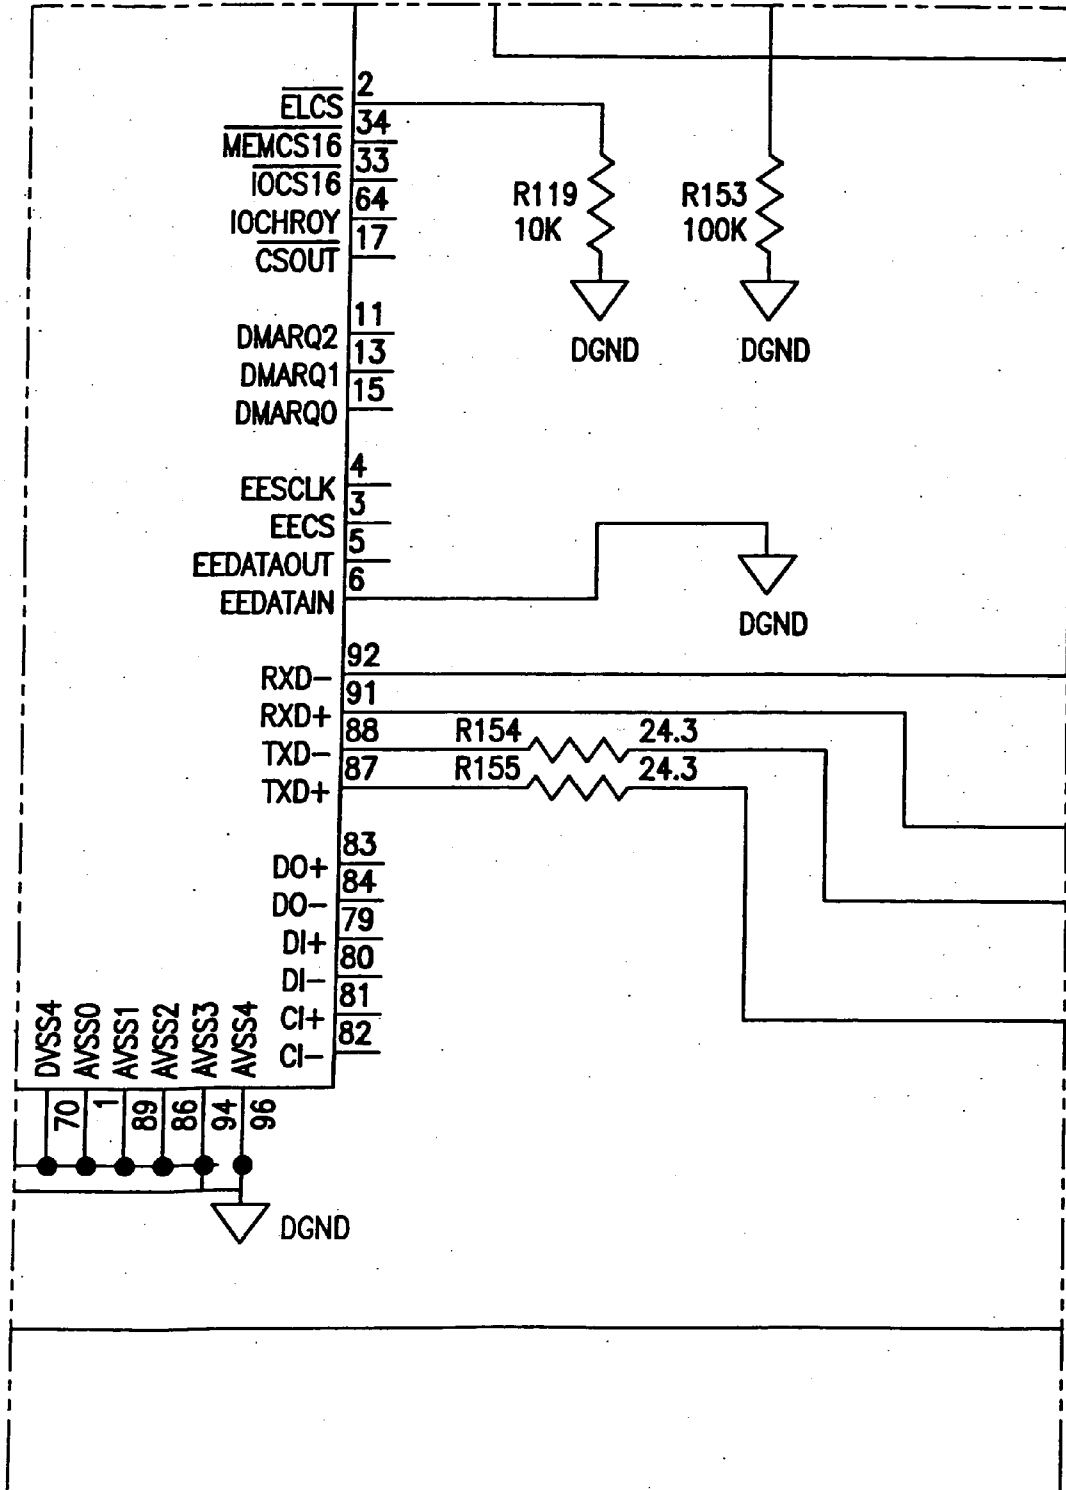 2
ELCS
34
MEMCS16
33
IOCS16
64
IOCHROY
17
CSOUT
R119
10K
R153
100K
DGND
DGND
11
DMARQ2
13
DMARQ1
15
DMARQ0
4
EESCLK
3
EECS
5
EEDATAOUT
6
EEDATAIN
DGND
92
RXD-
91
RXD+
88
TXD-
R154
24.3
87
TXD+
R155
24.3
83
DO+
84
DO-
79
DI+
80
DI-
81
CI+
82
CI-
DVSS4
AVSS0
AVSS1
AVSS2
AVSS3
AVSS4
70
1
89
86
94
96
DGND